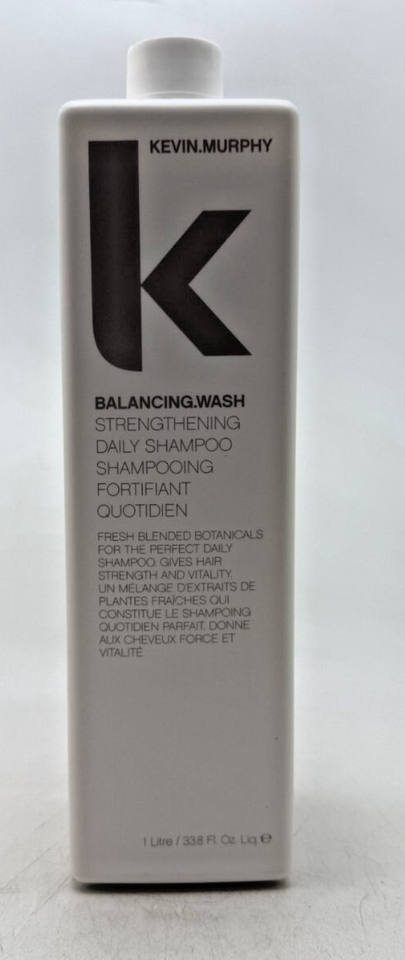 KEVIN.MURPHY
k
BALANCING.WASH
STRENGTHENING
DAILY SHAMPOO
SHAMPOOING
FORTIFIANT
QUOTIDIEN
FRESH BLENDED BOTANICALS
FOR THE PERFECT DAILY
SHAMPOO. GIVES HAIR
STRENGTH AND VITALITY.
UN MÉLANGE D'EXTRAITS DE
PLANTES FRAÎCHES QUI
CONSTITUE LE SHAMPOING
QUOTIDIEN PARFAIT. DONNE
AUX CHEVEUX FORCE ET
VITALITÉ.
1 Litre / 33.8 Fl. Oz. Liq. ℮